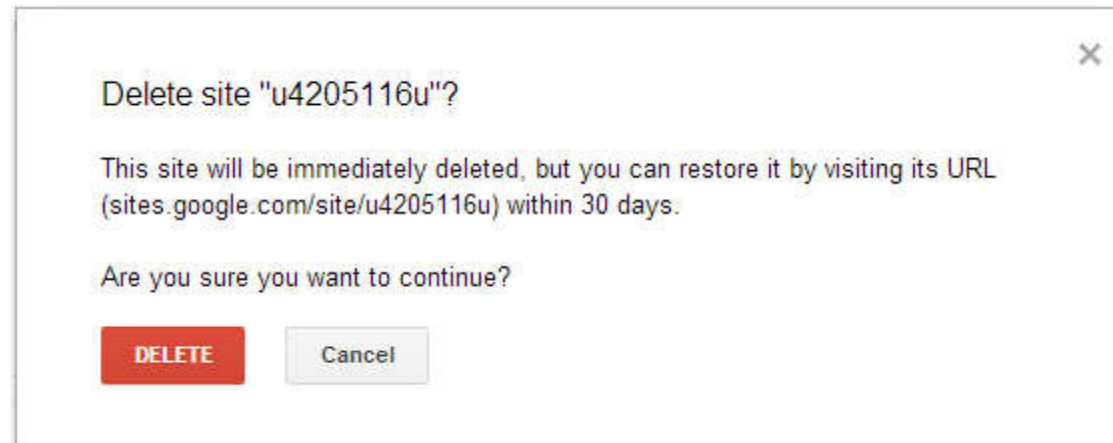 Delete site "u4205116u"?
This site will be immediately deleted, but you can restore it by visiting its URL
(sites.google.com/site/u4205116u) within 30 days.
Are you sure you want to continue?
DELETE Cancel